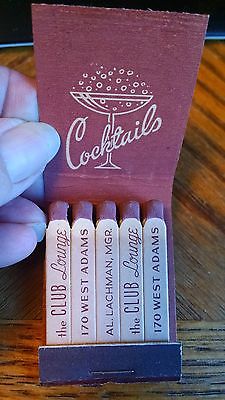 Cocktails
the CLUB Lounge
170 WEST ADAMS
AL. LACHMAN, MGR.
the CLUB Lounge
170 WEST ADAMS